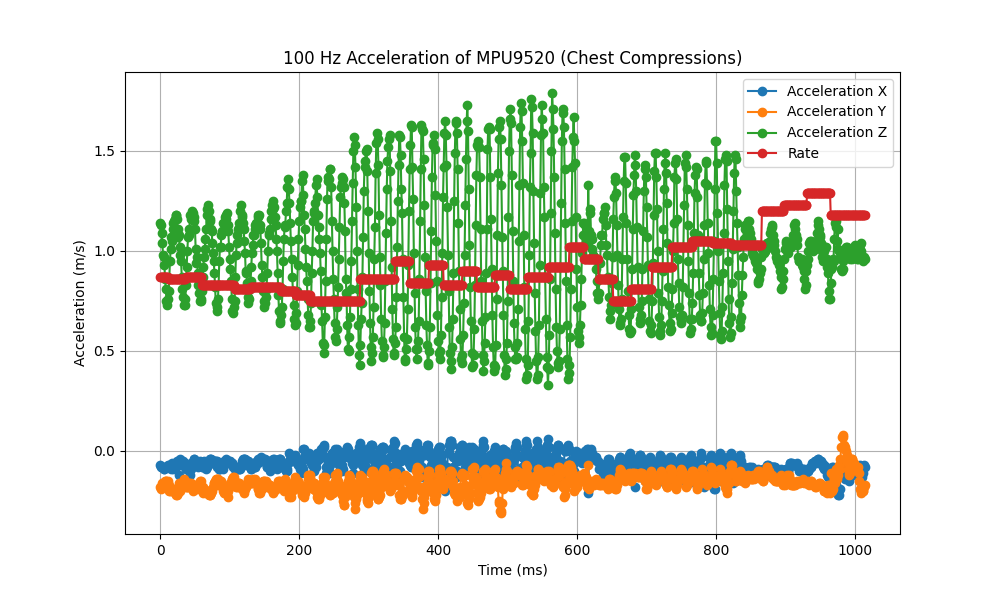 100 Hz Acceleration of MPU9520 (Chest Compressions)
Acceleration X
Acceleration Y
Acceleration Z
Rate
Acceleration (m/s)
1.5
1.0
0.5
0.0
0 200 400 600 800 1000
Time (ms)